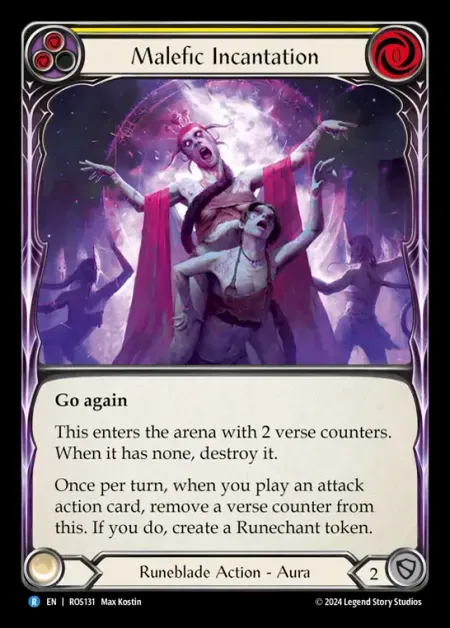 Malefic Incantation
0
Go again
This enters the arena with 2 verse counters.
When it has none, destroy it.
Once per turn, when you play an attack
action card, remove a verse counter from
this. If you do, create a Runechant token.
Runeblade Action - Aura
2
R EN | ROS131 Max Kostin
© 2024 Legend Story Studios